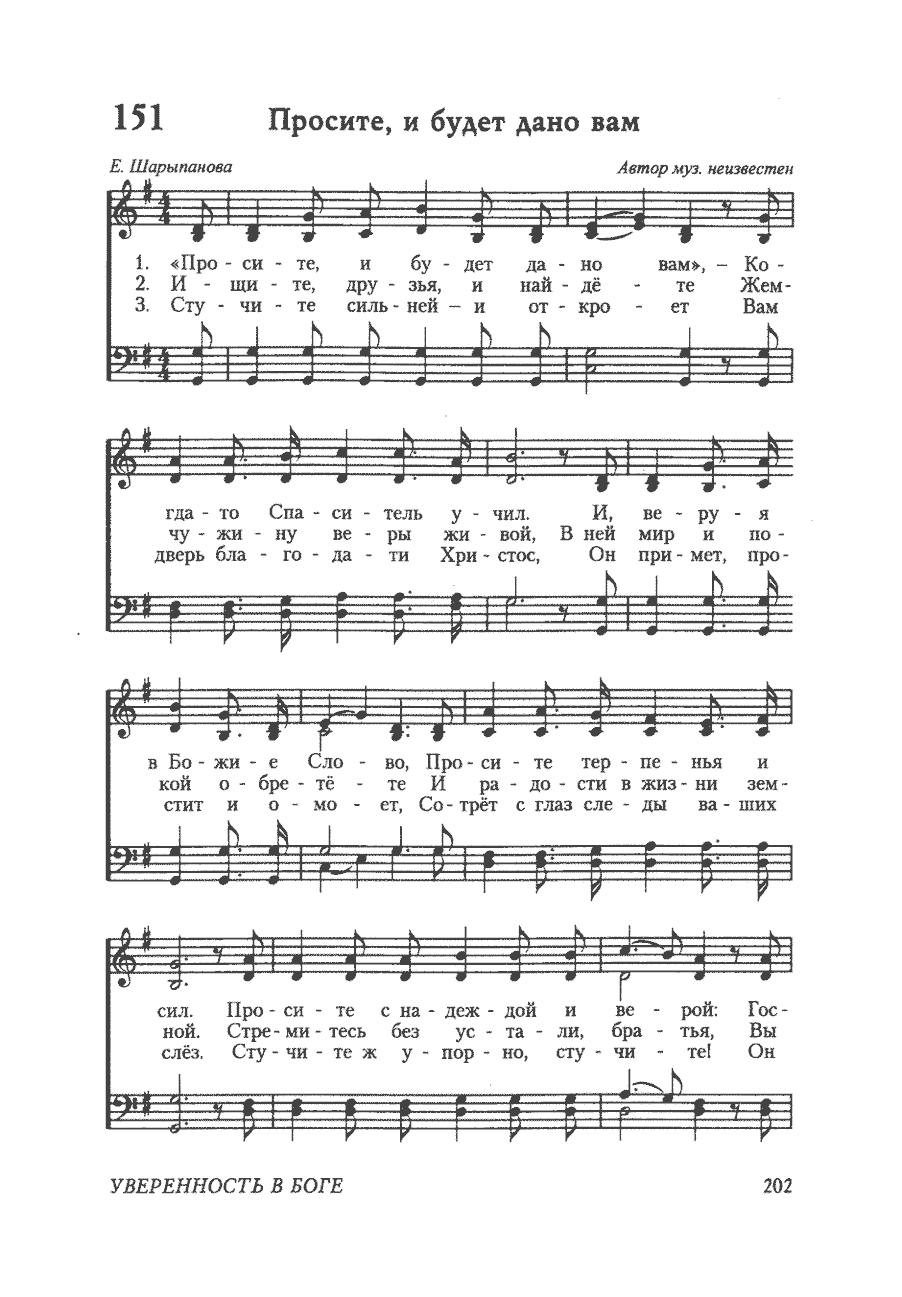 151 Просите, и будет дано вам
Е. Шарыпанова Автор муз. неизвестен
1. «Про - си - те, и бу - дет да - но вам», – Ко -
2. И - щи - те, дру - зья, и най - дё - те Жем-
3. Сту - чи - те силь - ней – и от - кро - ет Вам
гда - то Спа - си - тель у - чил. И, ве - ру - я
чу - жи - ну ве - ры жи - вой, В ней мир и по -
дверь бла - го - да - ти Хри - стос, Он при - мет, про-
в Бо - жи - е Сло - во, Про - си - те тер - пе - нья и
кой о - бре - тё - те И ра - до - сти в жиз - ни зем-
стит и о - мо - ет, Со - трёт с глаз сле - ды ва - ших
сил. Про - си - те с на - деж - дой и ве - рой: Гос-
ной. Стре - ми - тесь без ус - та - ли, бра - тья, Вы
слёз. Сту - чи - те ж у - пор - но, сту - чи - те! Он
УВЕРЕННОСТЬ В БОГЕ 202